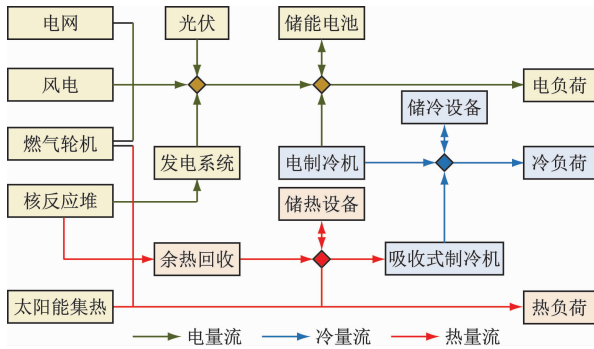 电网
光伏
储能电池
风电
电负荷
储冷设备
燃气轮机
发电系统
电制冷机
冷负荷
核反应堆
储热设备
余热回收
吸收式制冷机
太阳能集热
热负荷
电量流
冷量流
热量流